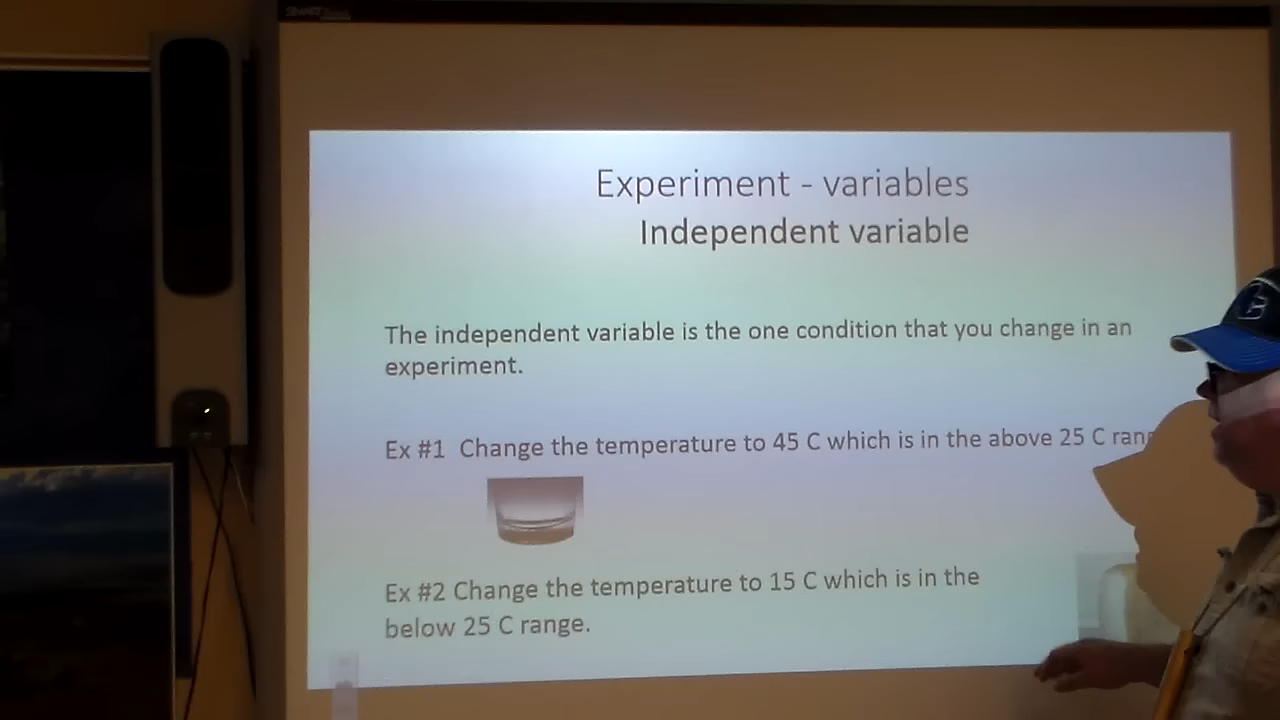 SMART
Experiment - variables
Independent variable
The independent variable is the one condition that you change in an
experiment.
Ex #1 Change the temperature to 45 C which is in the above 25 C
Ex #2 Change the temperature to 15 C which is in the
below 25 C range.